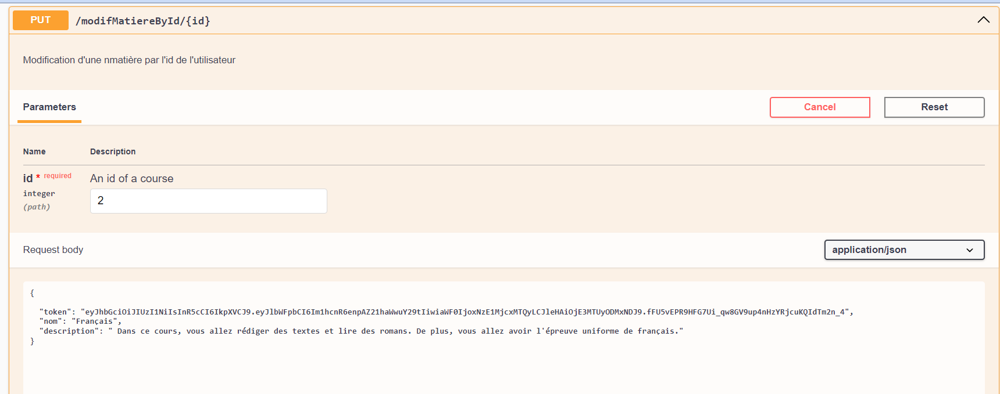 PUT /modifMatiereById/{id}
Modification d'une nmatière par l'id de l'utilisateur
Parameters
Cancel
Reset
Name Description
id * required
An id of a course
integer
(path)
2
Request body
application/json
{
"token": "eyJhbGciOiJIUzI1NiIsInR5cCI6IkpXVCJ9.eyJlbWFpbCI6Im1hcnR6enpAZ21haWwuY29tIiwiaWF0IjoxNzE1MjcxMTQyLCJleHAiOjE3MTUyODMxNDJ9.fFU5vEPR9HFG7Ui_qw8GV9up4nHzYRjcuKQIdTm2n_4",
"nom": "Français",
"description": " Dans ce cours, vous allez rédiger des textes et lire des romans. De plus, vous allez avoir l'épreuve uniforme de français."
}